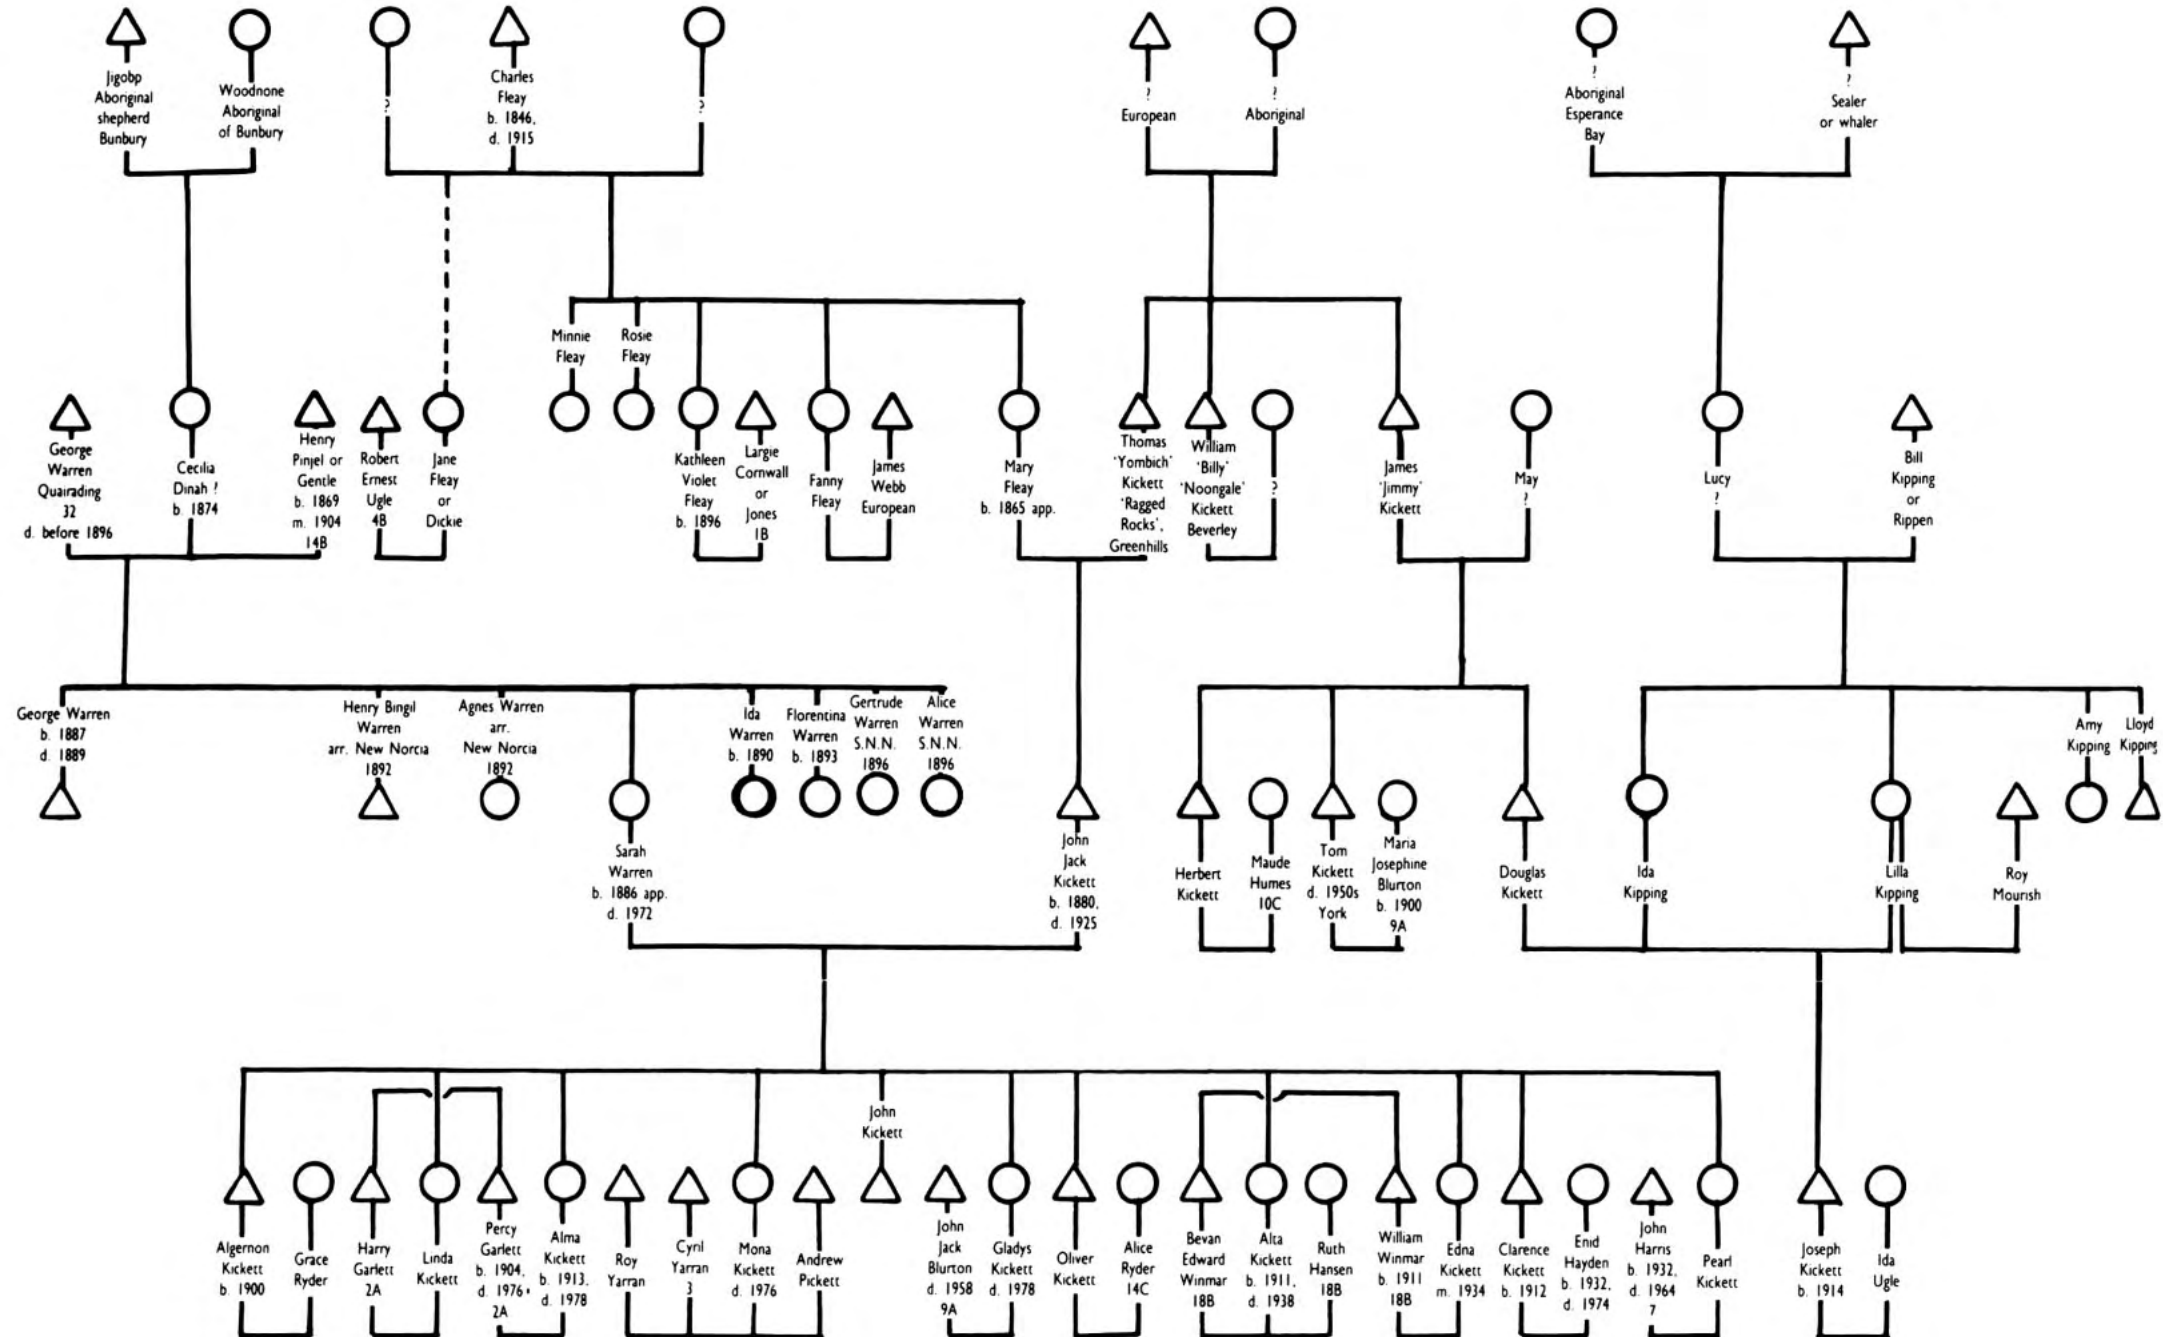 Jigobp
Aboriginal
shepherd
Bunbury
Woodnone
Aboriginal
of Bunbury
?
Charles
Fleay
b. 1846,
d. 1915
?
?
European
?
Aboriginal
?
Aboriginal
Esperance
Bay
?
Sealer
or whaler
Minnie
Fleay
Rosie
Fleay
George
Warren
Quairading
32
d. before 1896
Cecilia
Dinah ?
b. 1874
Henry
Pinjel or
Gentle
b. 1869
m. 1904
14B
Robert
Ernest
Ugle
4B
Jane
Fleay
or
Dickie
Kathleen
Violet
Fleay
b. 1896
Largie
Cornwall
or
Jones
1B
Fanny
Fleay
James
Webb
European
Mary
Fleay
b. 1865 app.
Thomas
'Yombich'
Kickett
'Ragged
Rocks',
Greenhills
William
'Billy'
'Noongale'
Kickett
Beverley
?
James
'Jimmy'
Kickett
May
?
Lucy
?
Bill
Kipping
or
Rippen
George Warren
b. 1887
d. 1889
Henry Bingil
Warren
arr. New Norcia
1892
Agnes Warren
arr.
New Norcia
1892
Ida
Warren
b. 1890
Florentina
Warren
b. 1893
Gertrude
Warren
S.N.N.
1896
Alice
Warren
S.N.N.
1896
Amy
Kipping
Lloyd
Kipping
Sarah
Warren
b. 1886 app.
d. 1972
John
Jack
Kickett
b. 1880,
d. 1925
Herbert
Kickett
Maude
Humes
10C
Tom
Kickett
d. 1950s
York
Maria
Josephine
Blurton
b. 1900
9A
Douglas
Kickett
Ida
Kipping
Lilla
Kipping
Roy
Mourish
John
Kickett
Algernon
Kickett
b. 1900
Grace
Ryder
Harry
Garlett
2A
Linda
Kickett
Percy
Garlett
b. 1904,
d. 1976
2A
Alma
Kickett
b. 1913,
d. 1978
Roy
Yarran
Cyril
Yarran
3
Mona
Kickett
d. 1976
Andrew
Pickett
John
Jack
Blurton
d. 1958
9A
Gladys
Kickett
d. 1978
Oliver
Kickett
Alice
Ryder
14C
Bevan
Edward
Winmar
18B
Alta
Kickett
b. 1911,
d. 1938
Ruth
Hansen
18B
William
Winmar
b. 1911
18B
Edna
Kickett
m. 1934
Clarence
Kickett
b. 1912
Enid
Hayden
b. 1932,
d. 1974
John
Harris
b. 1932,
d. 1964
7
Pearl
Kickett
Joseph
Kickett
b. 1914
Ida
Ugle